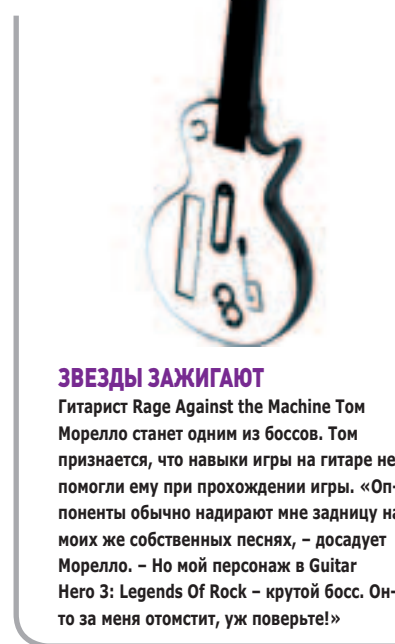 ЗВЕЗДЫ ЗАЖИГАЮТ
Гитарист Rage Against the Machine Том
Морелло станет одним из боссов. Том
признается, что навыки игры на гитаре не
помогли ему при прохождении игры. «Оп-
поненты обычно надирают мне задницу на
моих же собственных песнях, – досадует
Морелло. – Но мой персонаж в Guitar
Hero 3: Legends Of Rock – крутой босс. Он-
то за меня отомстит, уж поверьте!»